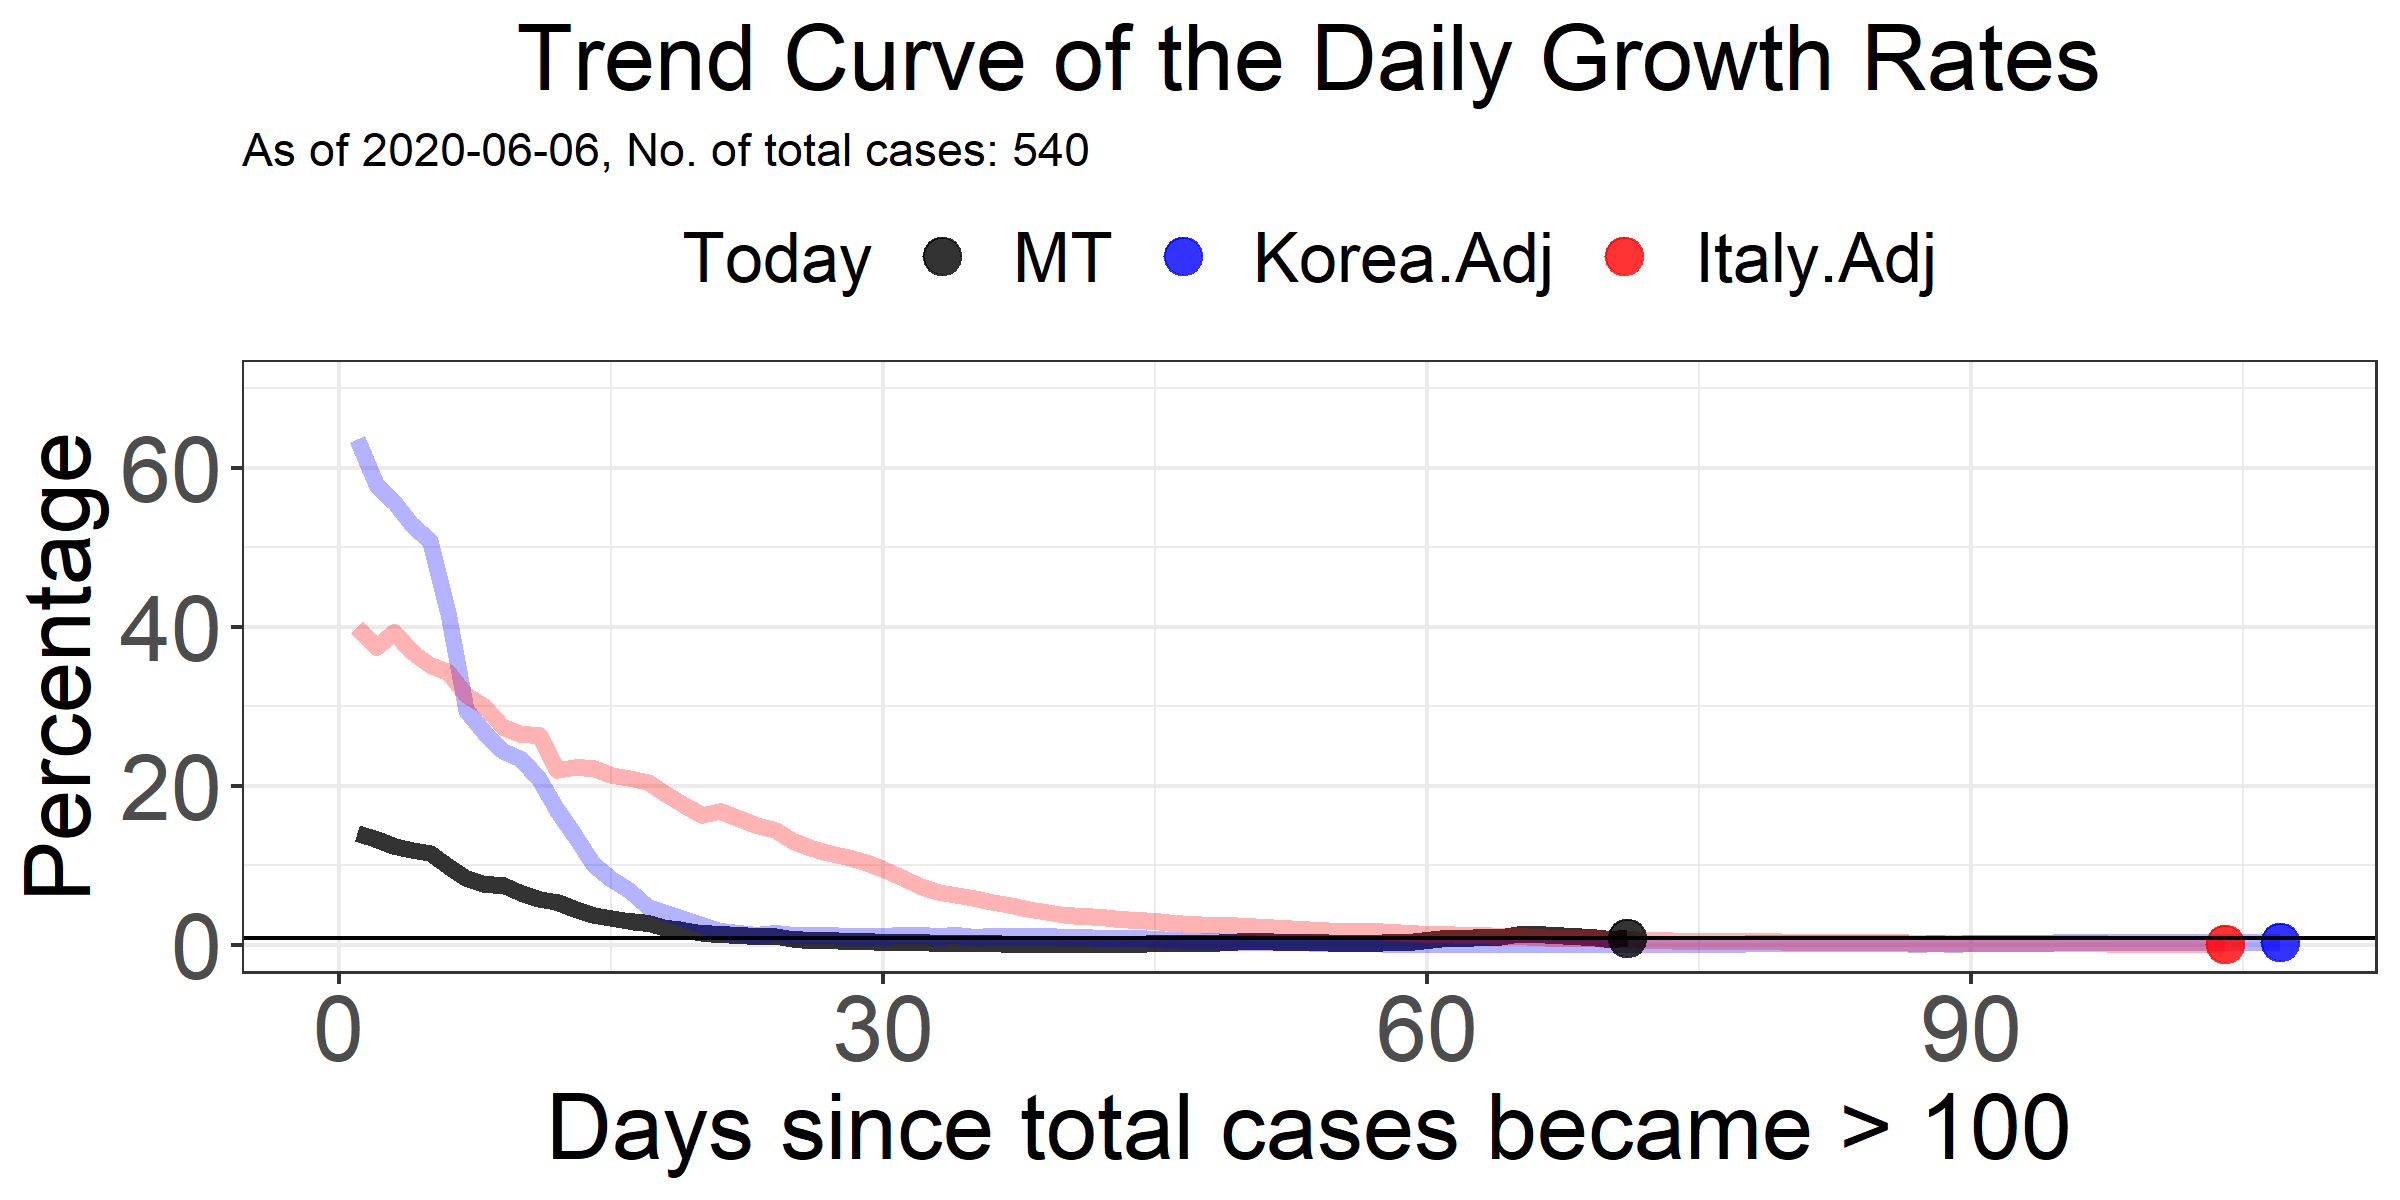 Trend Curve of the Daily Growth Rates
As of 2020-06-06, No. of total cases: 540
Today MT Korea.Adj Italy.Adj
Percentage
60
40
20
0
0 30 60 90
Days since total cases became > 100